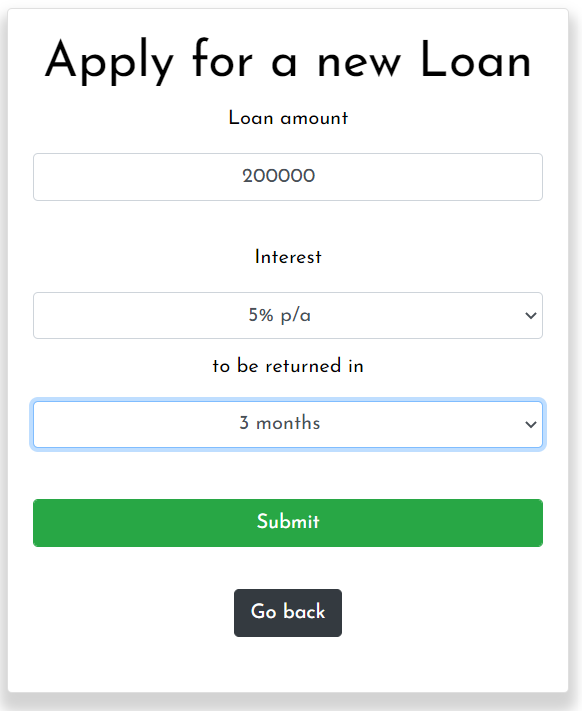 Apply for a new Loan
Loan amount
200000
Interest
5% p/a
to be returned in
3 months
Submit
Go back